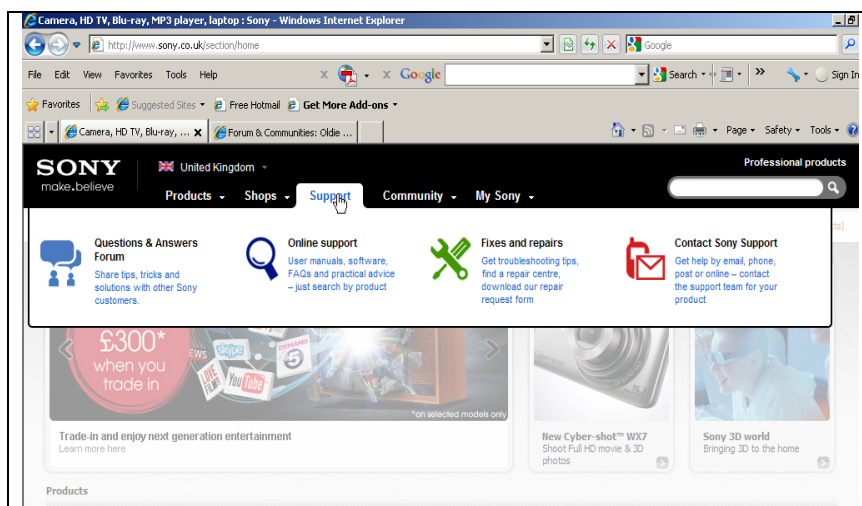 Camera, HD TV, Blu-ray, MP3 player, laptop : Sony - Windows Internet Explorer
http://www.sony.co.uk/section/home
Google
File Edit View Favorites Tools Help
x x Google Search Sign In
Favorites Suggested Sites Free Hotmail Get More Add-ons
Camera, HD TV, Blu-ray, ... Forum & Communities: Oldie ... Page Safety Tools
SONY
make.believe
United Kingdom
Professional products
Products Shops Support Community My Sony
Questions & Answers
Forum
Share tips, tricks and
solutions with other Sony
customers.
Online support
User manuals, software,
FAQs and practical advice
– just search by product
Fixes and repairs
Get troubleshooting tips,
find a repair centre,
download our repair
request form
Contact Sony Support
Get help by email, phone,
post or online – contact
the support team for your
product
£300*
when you
trade in
skype
DEMAND 5
LOVE FILM
You Tube
*on selected models only
Trade-in and enjoy next generation entertainment
Learn more here
New Cyber-shot™ WX7
Shoot Full HD movie & 3D
photos
Sony 3D world
Bringing 3D to the home
Products